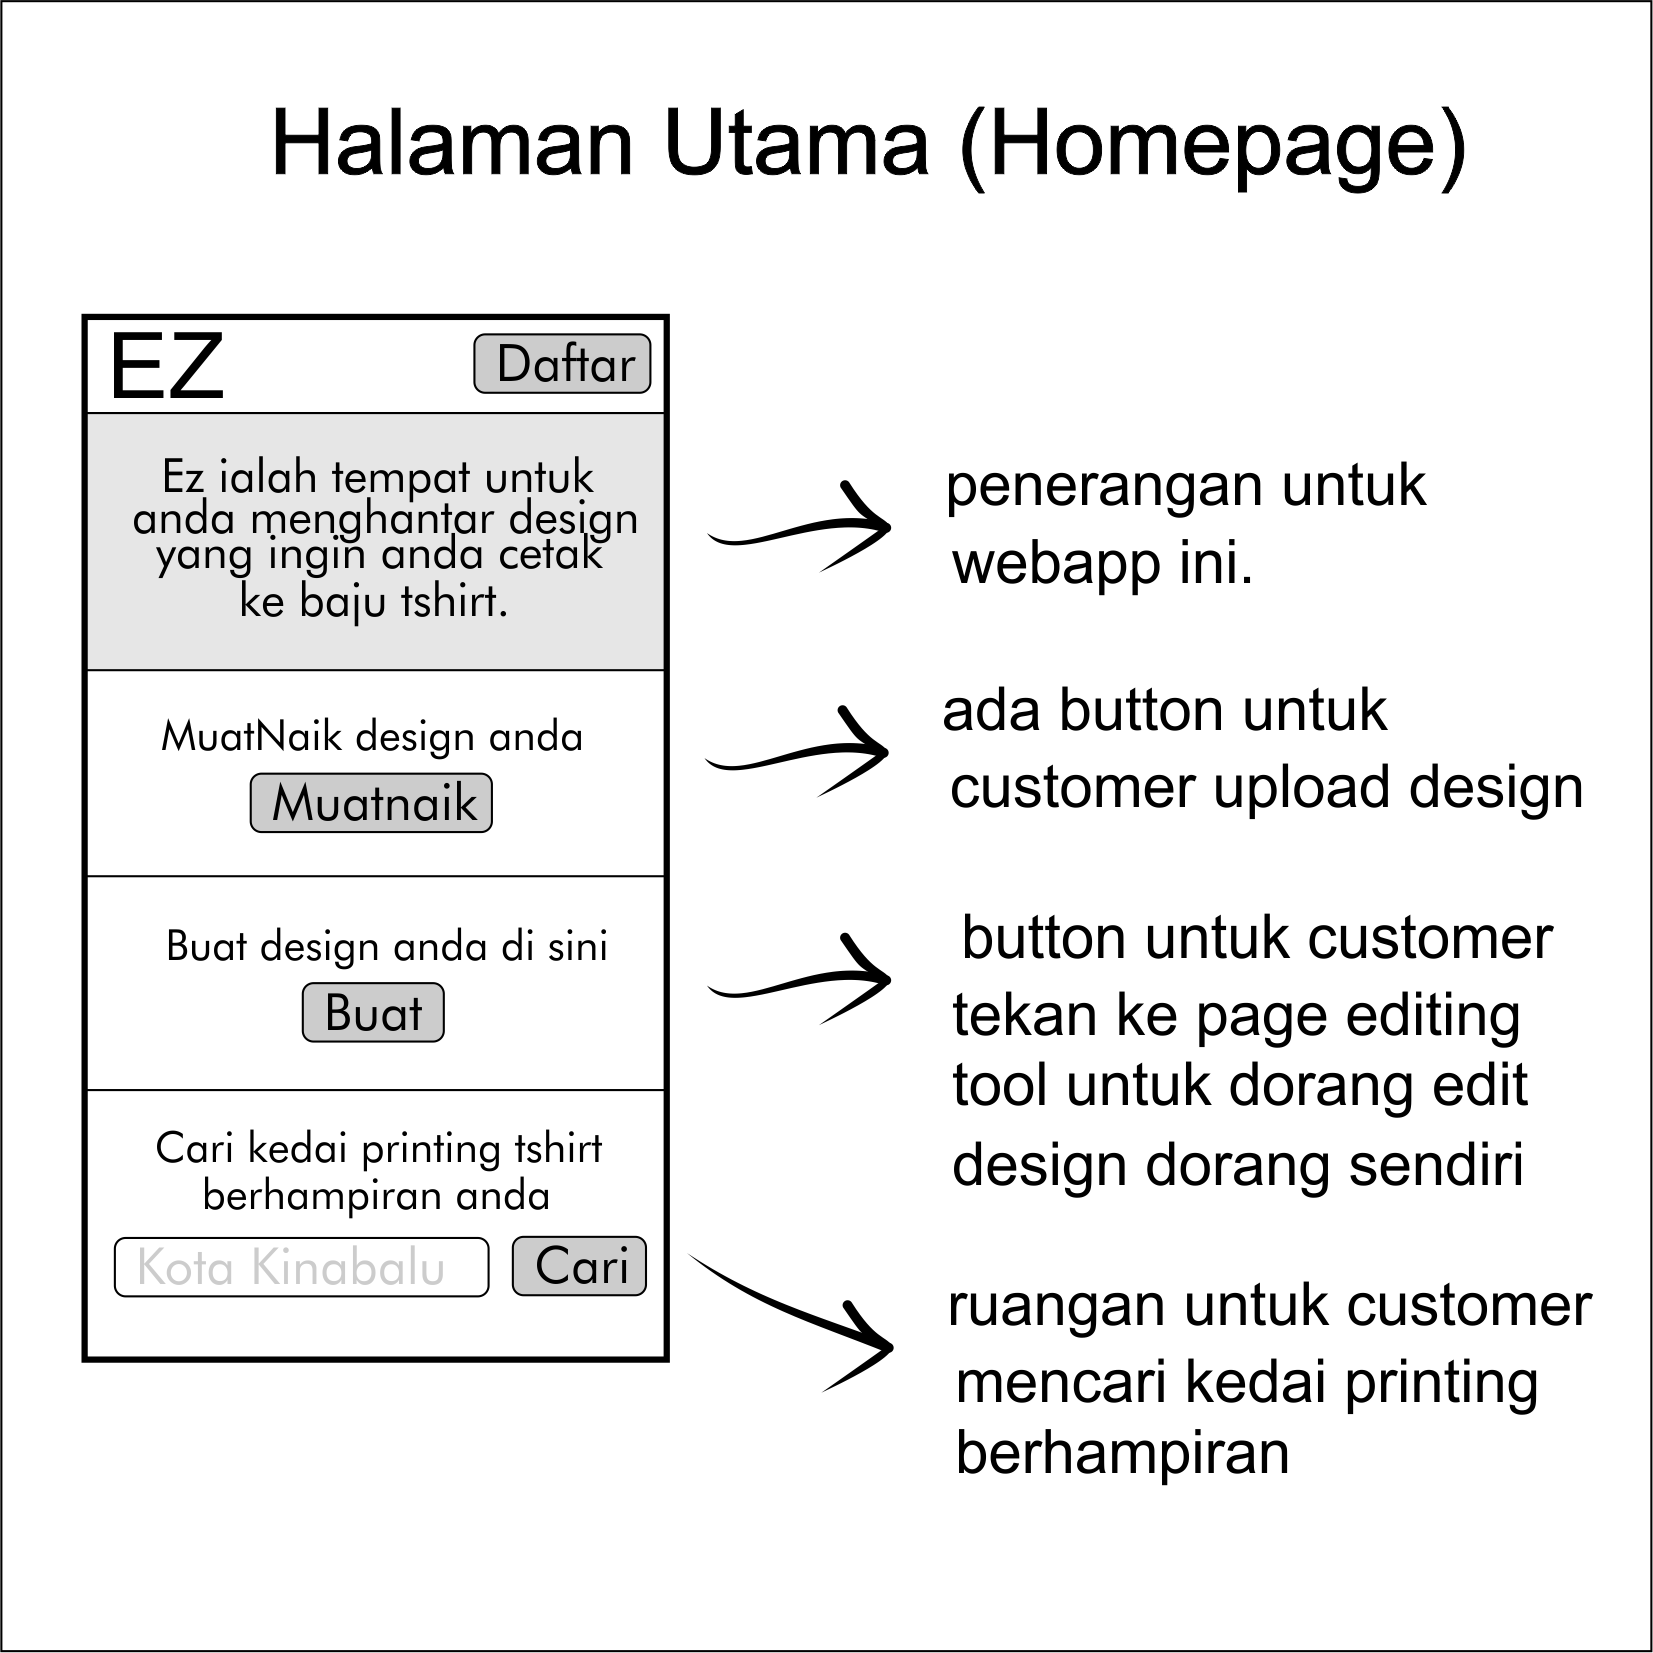 Halaman Utama (Homepage)
EZ
Daftar
Ez ialah tempat untuk
anda menghantar design
yang ingin anda cetak
ke baju tshirt.
penerangan untuk
webapp ini.
MuatNaik design anda
Muatnaik
ada button untuk
customer upload design
Buat design anda di sini
Buat
button untuk customer
tekan ke page editing
tool untuk dorang edit
design dorang sendiri
Cari kedai printing tshirt
berhampiran anda
Kota Kinabalu
Cari
ruangan untuk customer
mencari kedai printing
berhampiran